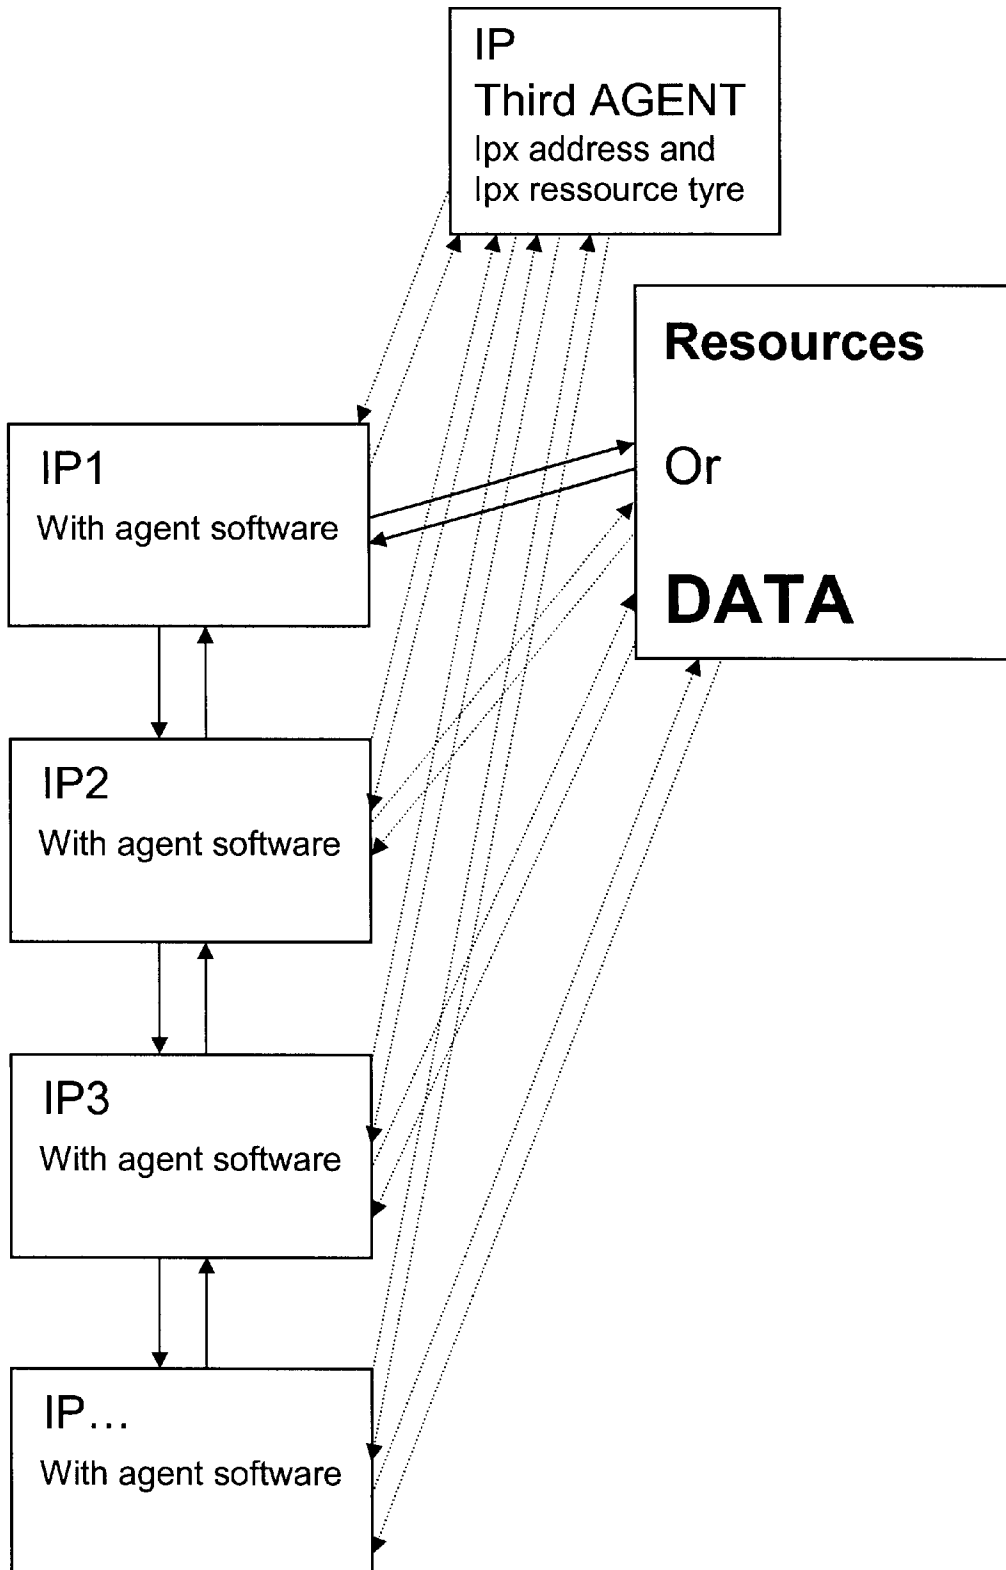 IP
Third AGENT
Ipx address and
Ipx ressource tyre
Resources
Or
DATA
IP1
With agent software
IP2
With agent software
IP3
With agent software
IP...
With agent software